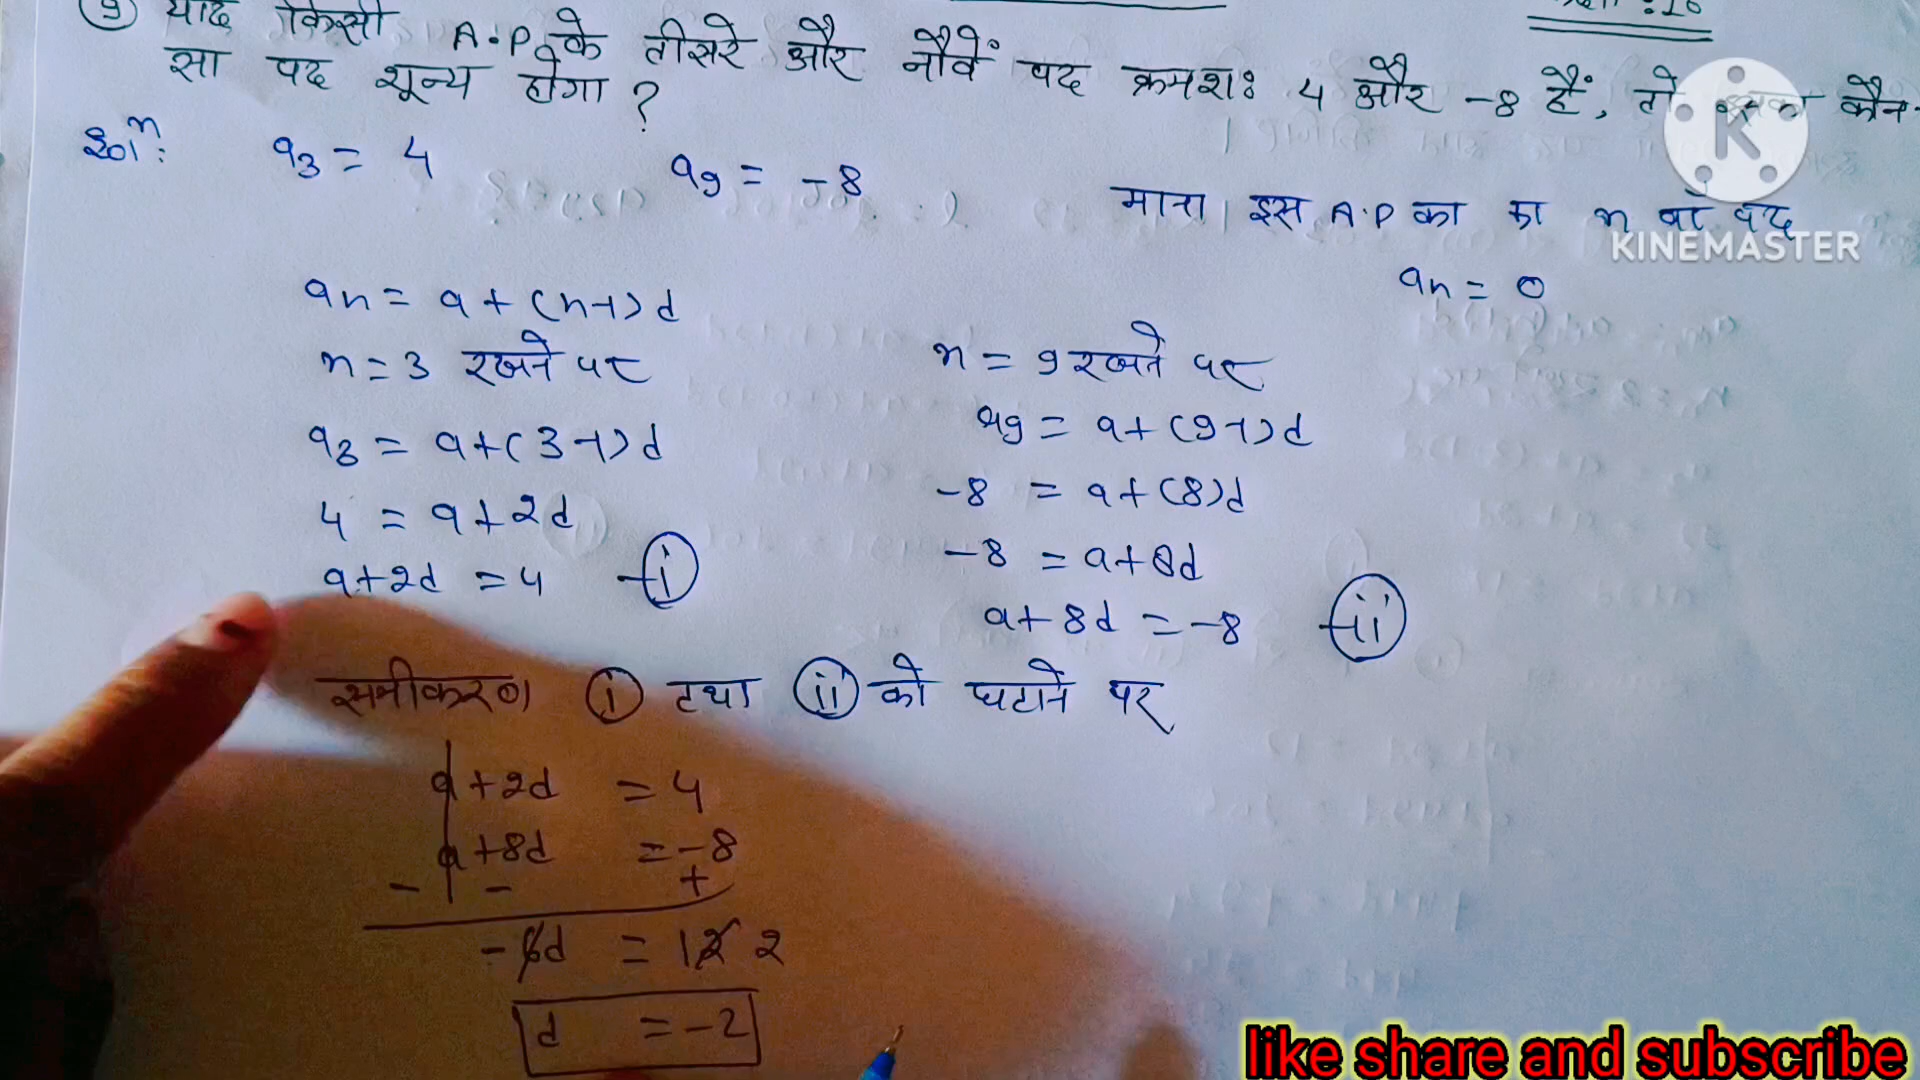 9 यदि किसी A.P. के तीसरे और नौवें पद क्रमशः 4 और -8 हैं, तो कौन-
सा पद शून्य होगा ?
Solⁿ: a₃ = 4 a₉ = -8
माना इस A.P का का n वाँ पद
aₙ = 0
aₙ = a + (n-1)d
n = 3 रखने पर
a₃ = a + (3-1)d
4 = a + 2d
a + 2d = 4 - i
n = 9 रखने पर
a₉ = a + (9-1)d
-8 = a + (8)d
-8 = a + 8d
a + 8d = -8 - ii
समीकरण i तथा ii को घटाने पर
a + 2d = 4
a + 8d = -8
- - +
-6d = 12 2
d = -2
K
KINEMASTER
like share and subscribe